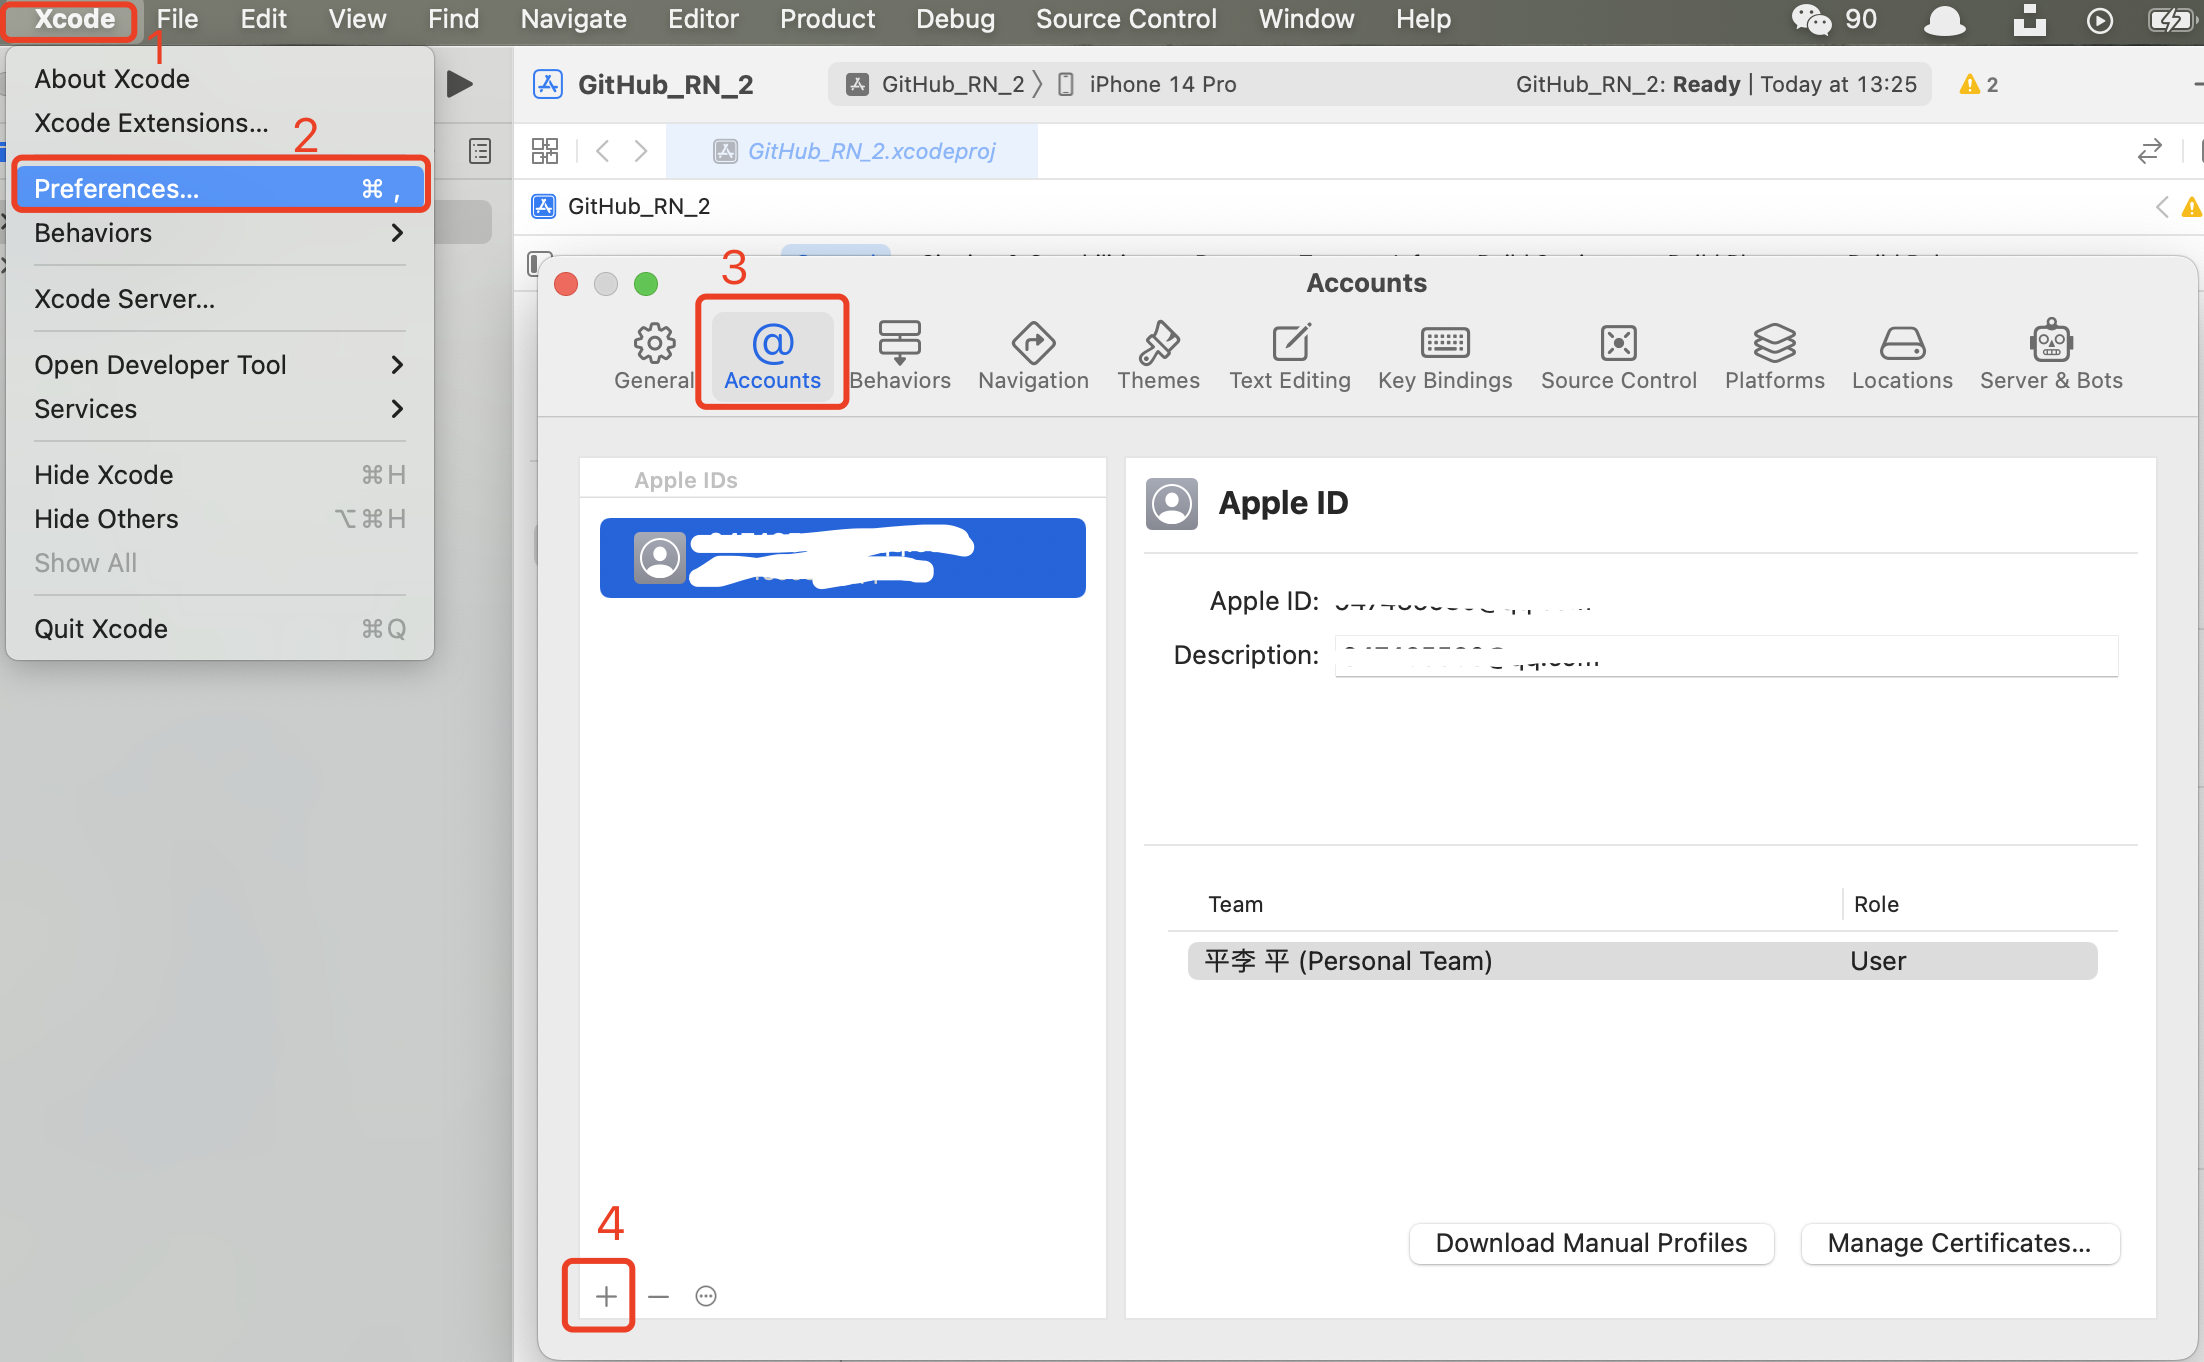 Xcode File Edit View Find Navigate Editor Product Debug Source Control Window Help 90
1
About Xcode
Xcode Extensions...
2
Preferences... ⌘ ,
Behaviors
Xcode Server...
Open Developer Tool
Services
Hide Xcode ⌘H
Hide Others ⌥⌘H
Show All
Quit Xcode ⌘Q
GitHub_RN_2
GitHub_RN_2 〉 iPhone 14 Pro
GitHub_RN_2: Ready | Today at 13:25
2
GitHub_RN_2.xcodeproj
GitHub_RN_2
3
Accounts
General Accounts Behaviors Navigation Themes Text Editing Key Bindings Source Control Platforms Locations Server & Bots
Apple IDs
Apple ID
Apple ID:
Description:
Team Role
平李 平 (Personal Team) User
4
Download Manual Profiles Manage Certificates...